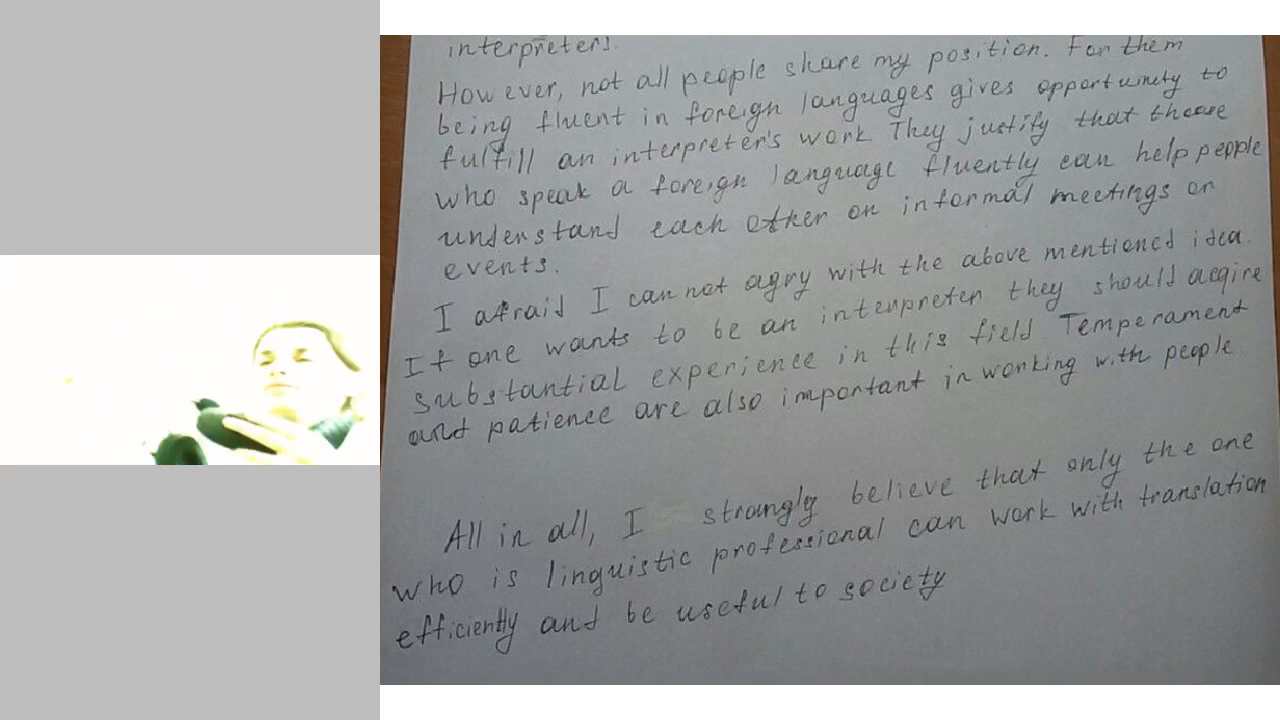 interpreters.
However, not all people share my position. For them
being fluent in foreign languages gives opportunity to
fulfill an interpreter's work They justify that those
who speak a foreign language fluently can help people
understand each other on informal meetings or
events.
I afraid I can not agry with the above mentioned idea.
If one wants to be an interpreter they should aeqire
substantial experience in this field Temperament
and patience are also important in working with people
All in all, I strongly believe that only the one
who is linguistic professional can work with translation
efficiently and be useful to society